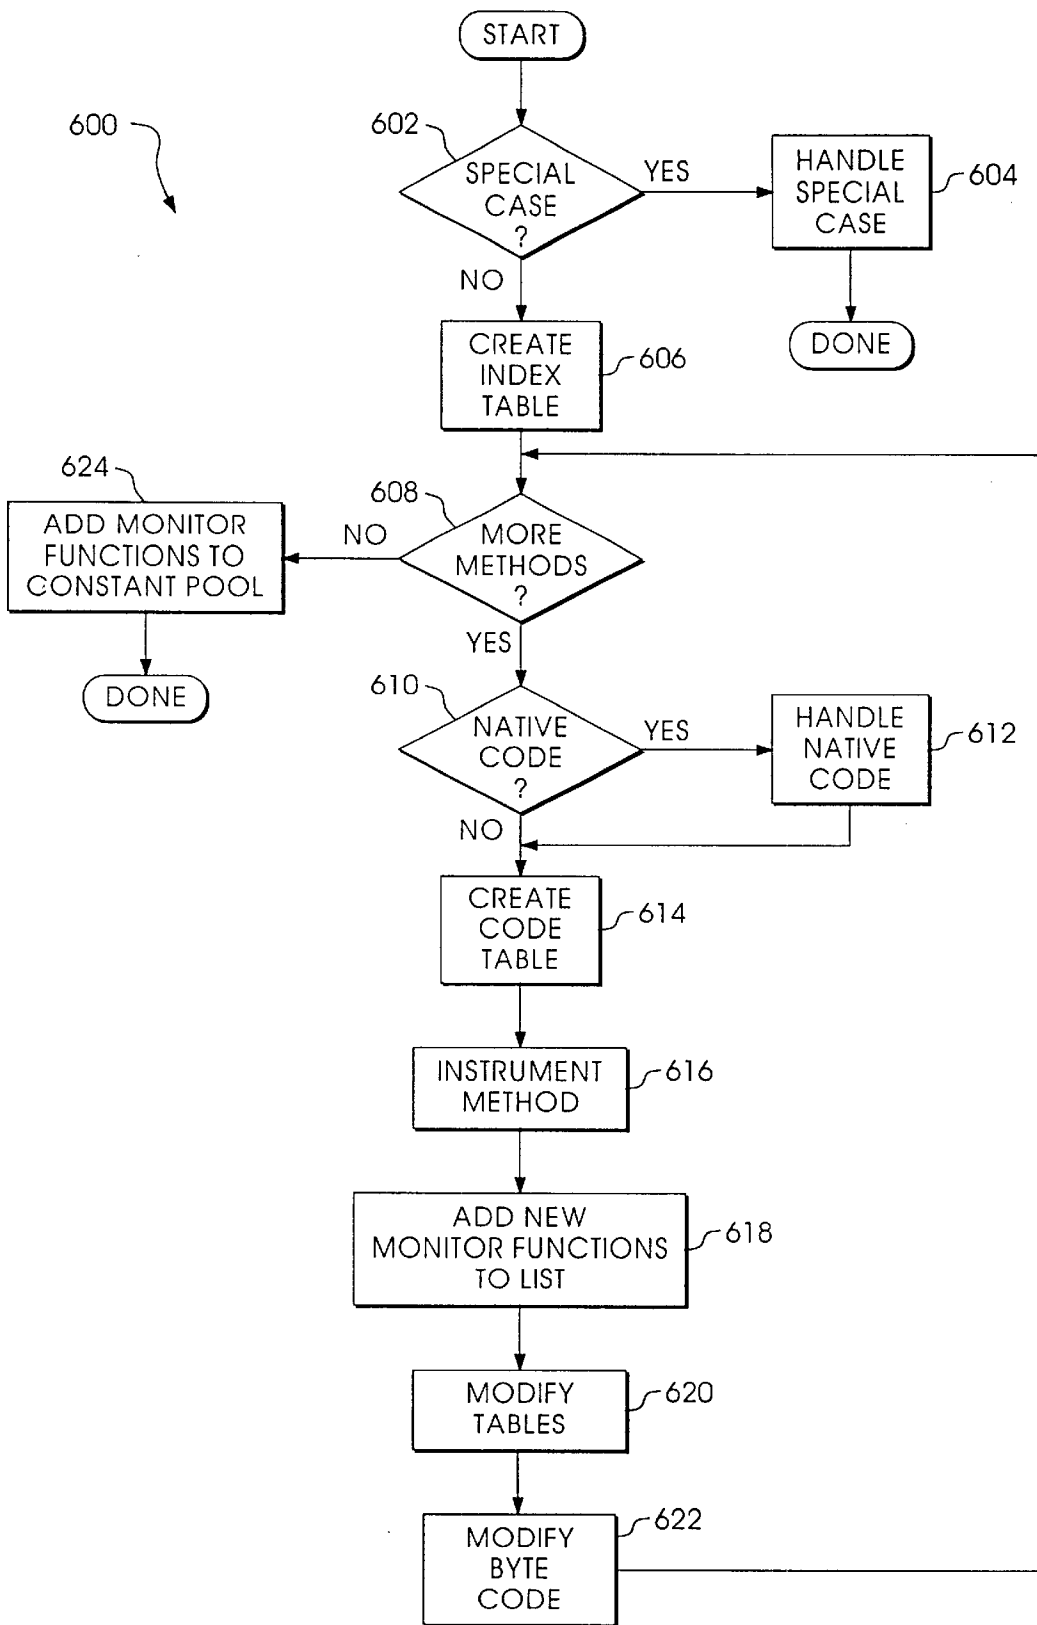 START
600
602
SPECIAL
CASE
?
YES
HANDLE
SPECIAL
CASE
604
NO
DONE
CREATE
INDEX
TABLE
606
624
ADD MONITOR
FUNCTIONS TO
CONSTANT POOL
NO
608
MORE
METHODS
?
DONE
YES
610
NATIVE
CODE
?
YES
HANDLE
NATIVE
CODE
612
NO
CREATE
CODE
TABLE
614
INSTRUMENT
METHOD
616
ADD NEW
MONITOR FUNCTIONS
TO LIST
618
MODIFY
TABLES
620
MODIFY
BYTE
CODE
622